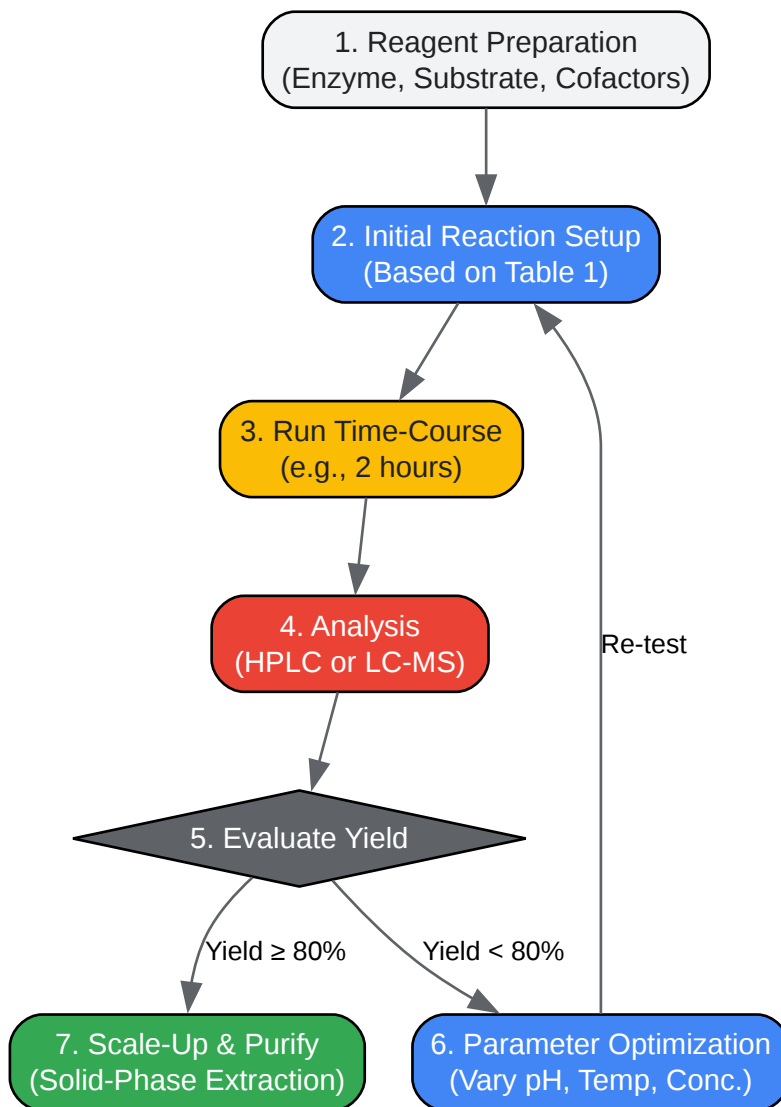 1. Reagent Preparation
(Enzyme, Substrate, Cofactors)
2. Initial Reaction Setup
(Based on Table 1)
3. Run Time-Course
(e.g., 2 hours)
4. Analysis
(HPLC or LC-MS)
Re-test
5. Evaluate Yield
Yield ≥ 80%
Yield < 80%
7. Scale-Up & Purify
(Solid-Phase Extraction)
6. Parameter Optimization
(Vary pH, Temp, Conc.)